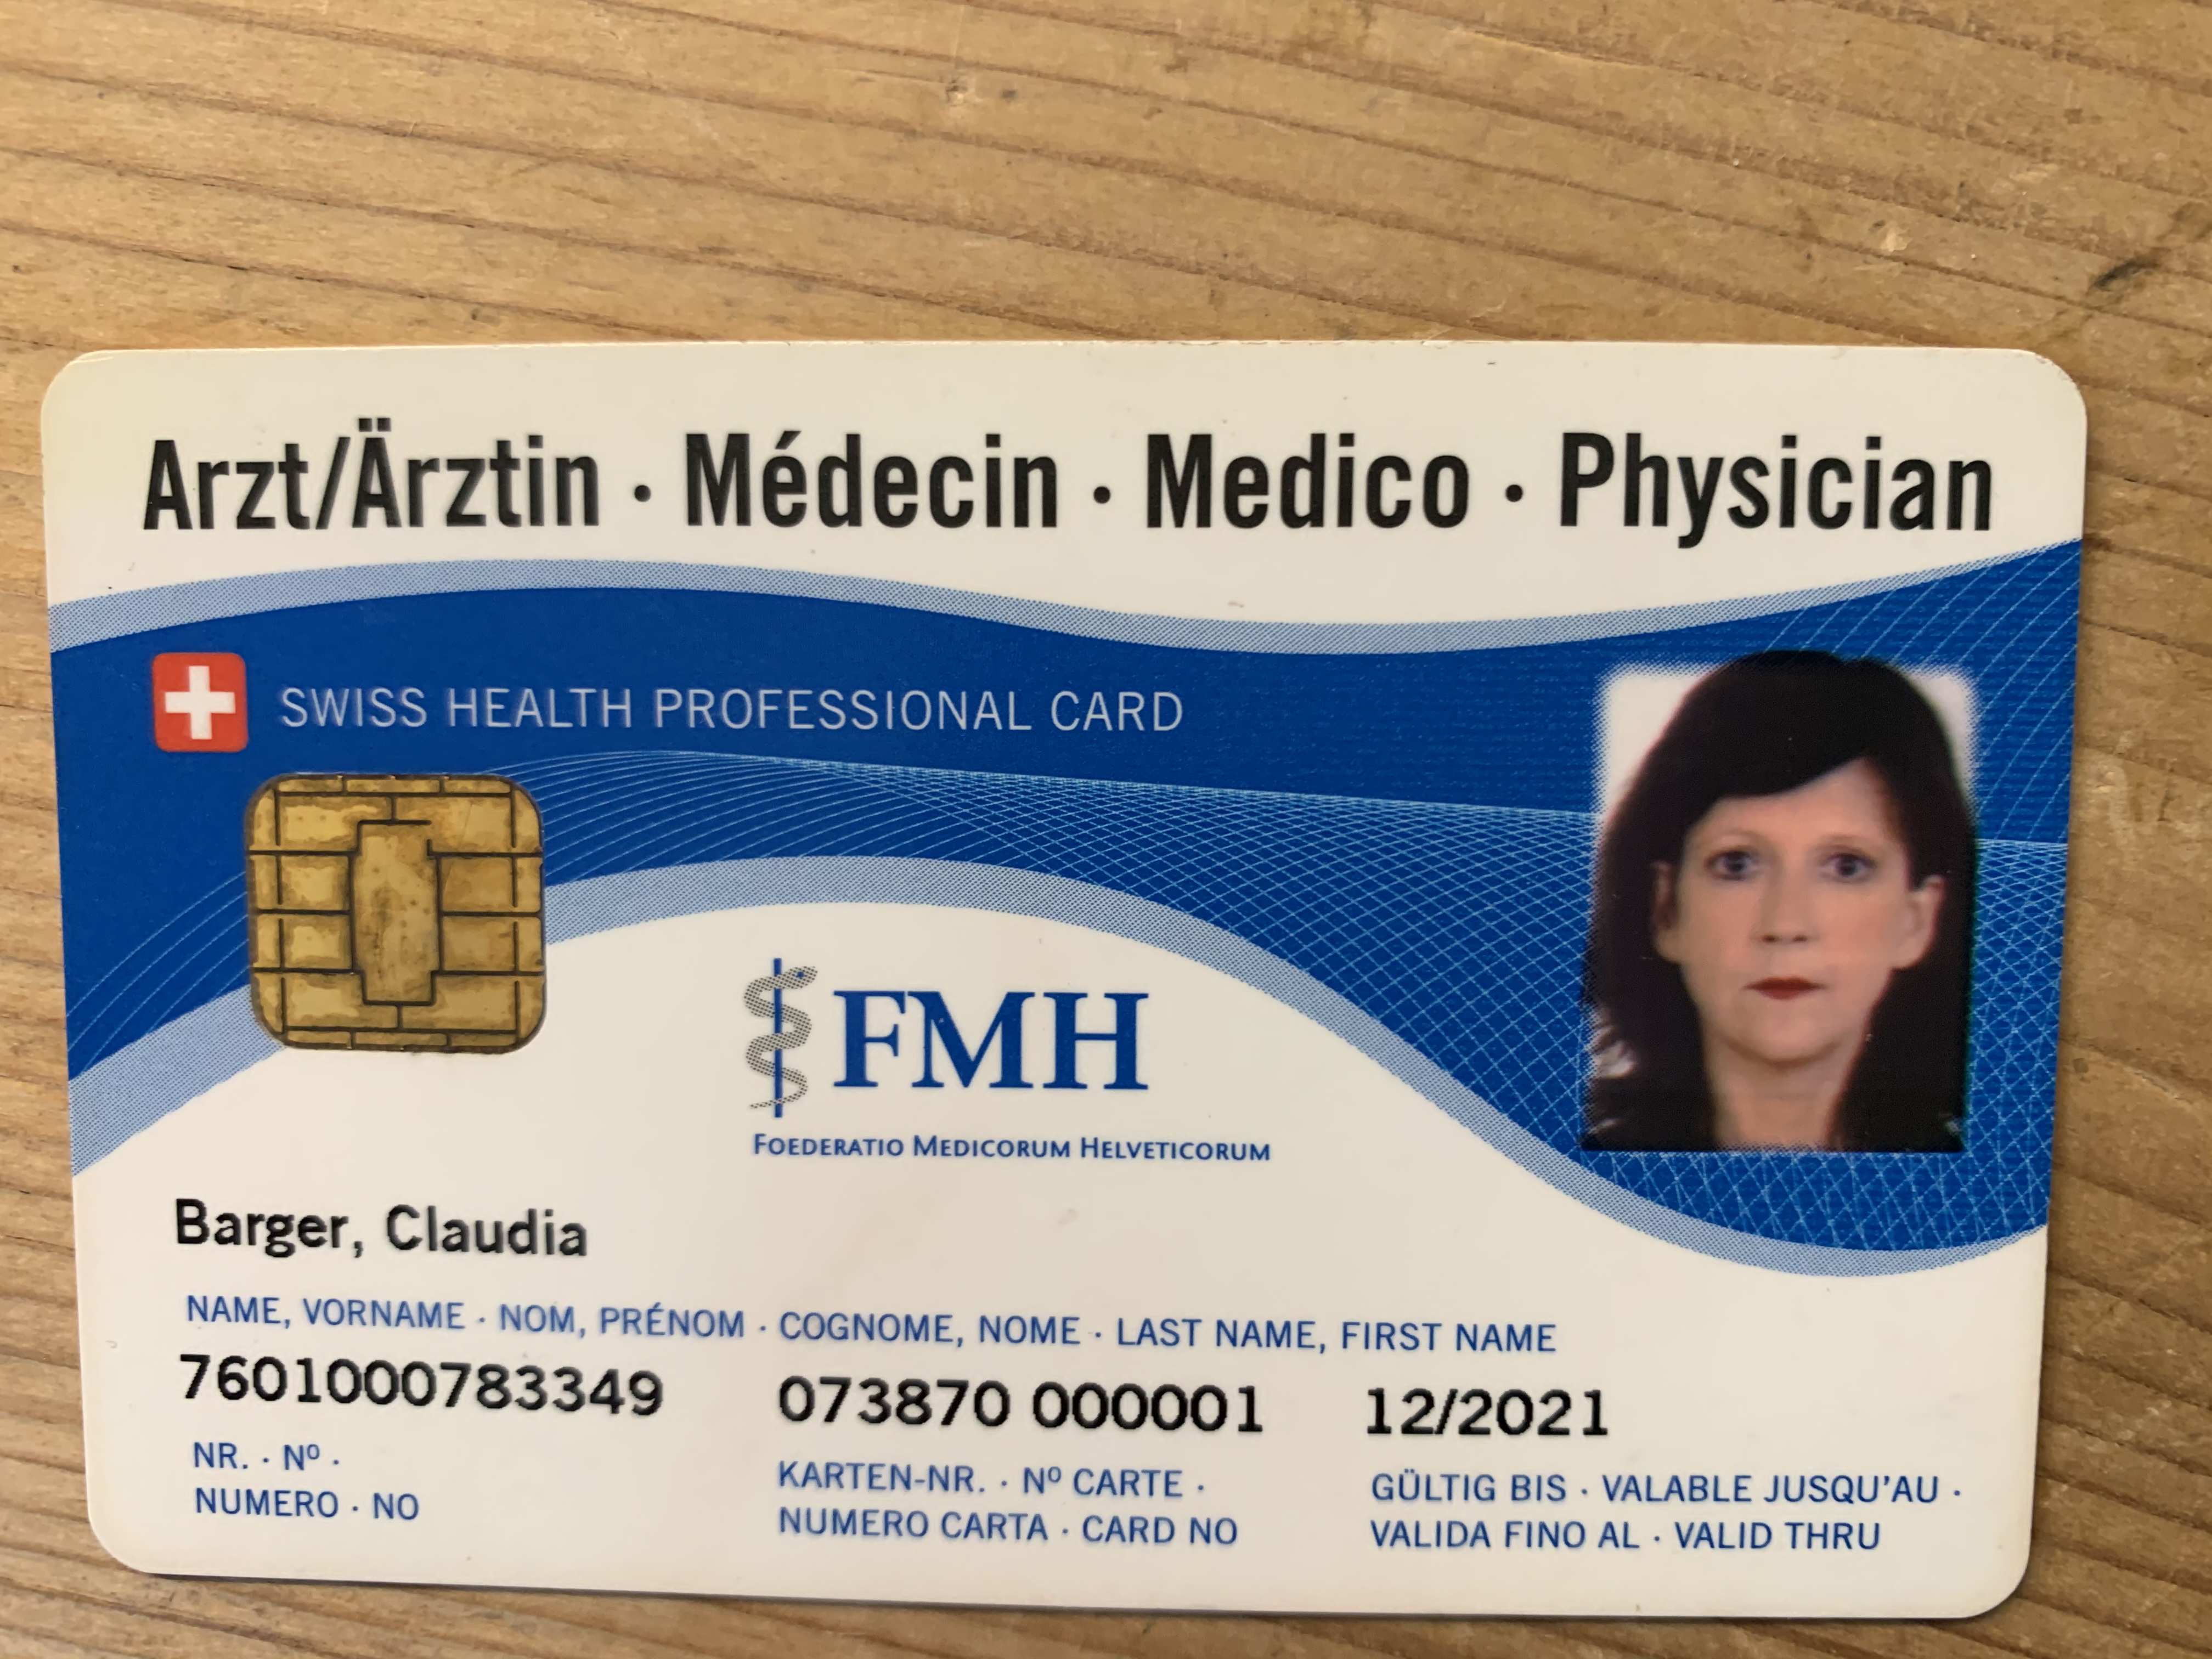 Arzt/Ärztin · Médecin · Medico · Physician
SWISS HEALTH PROFESSIONAL CARD
FMH
FOEDERATIO MEDICORUM HELVETICORUM
Barger, Claudia
NAME, VORNAME · NOM, PRÉNOM · COGNOME, NOME · LAST NAME, FIRST NAME
7601000783349 073870 000001 12/2021
NR. · Nº · KARTEN-NR. · Nº CARTE · GÜLTIG BIS · VALABLE JUSQU'AU ·
NUMERO · NO NUMERO CARTA · CARD NO VALIDA FINO AL · VALID THRU